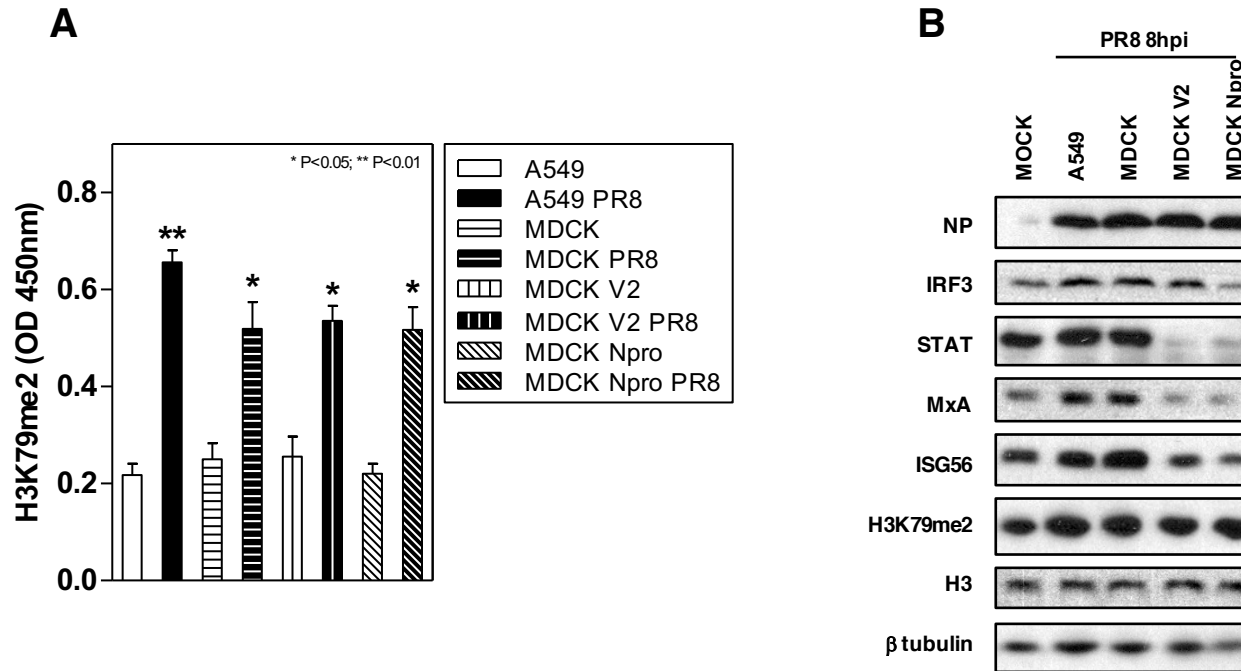 A
H3K79me2 (OD 450nm)
0.8
0.6
0.4
0.2
0.0
* P<0.05; ** P<0.01
**
*
*
*
A549
A549 PR8
MDCK
MDCK PR8
MDCK V2
MDCK V2 PR8
MDCK Npro
MDCK Npro PR8
B
PR8 8hpi
MOCK
A549
MDCK
MDCK V2
MDCK Npro
NP
IRF3
STAT
MxA
ISG56
H3K79me2
H3
β tubulin